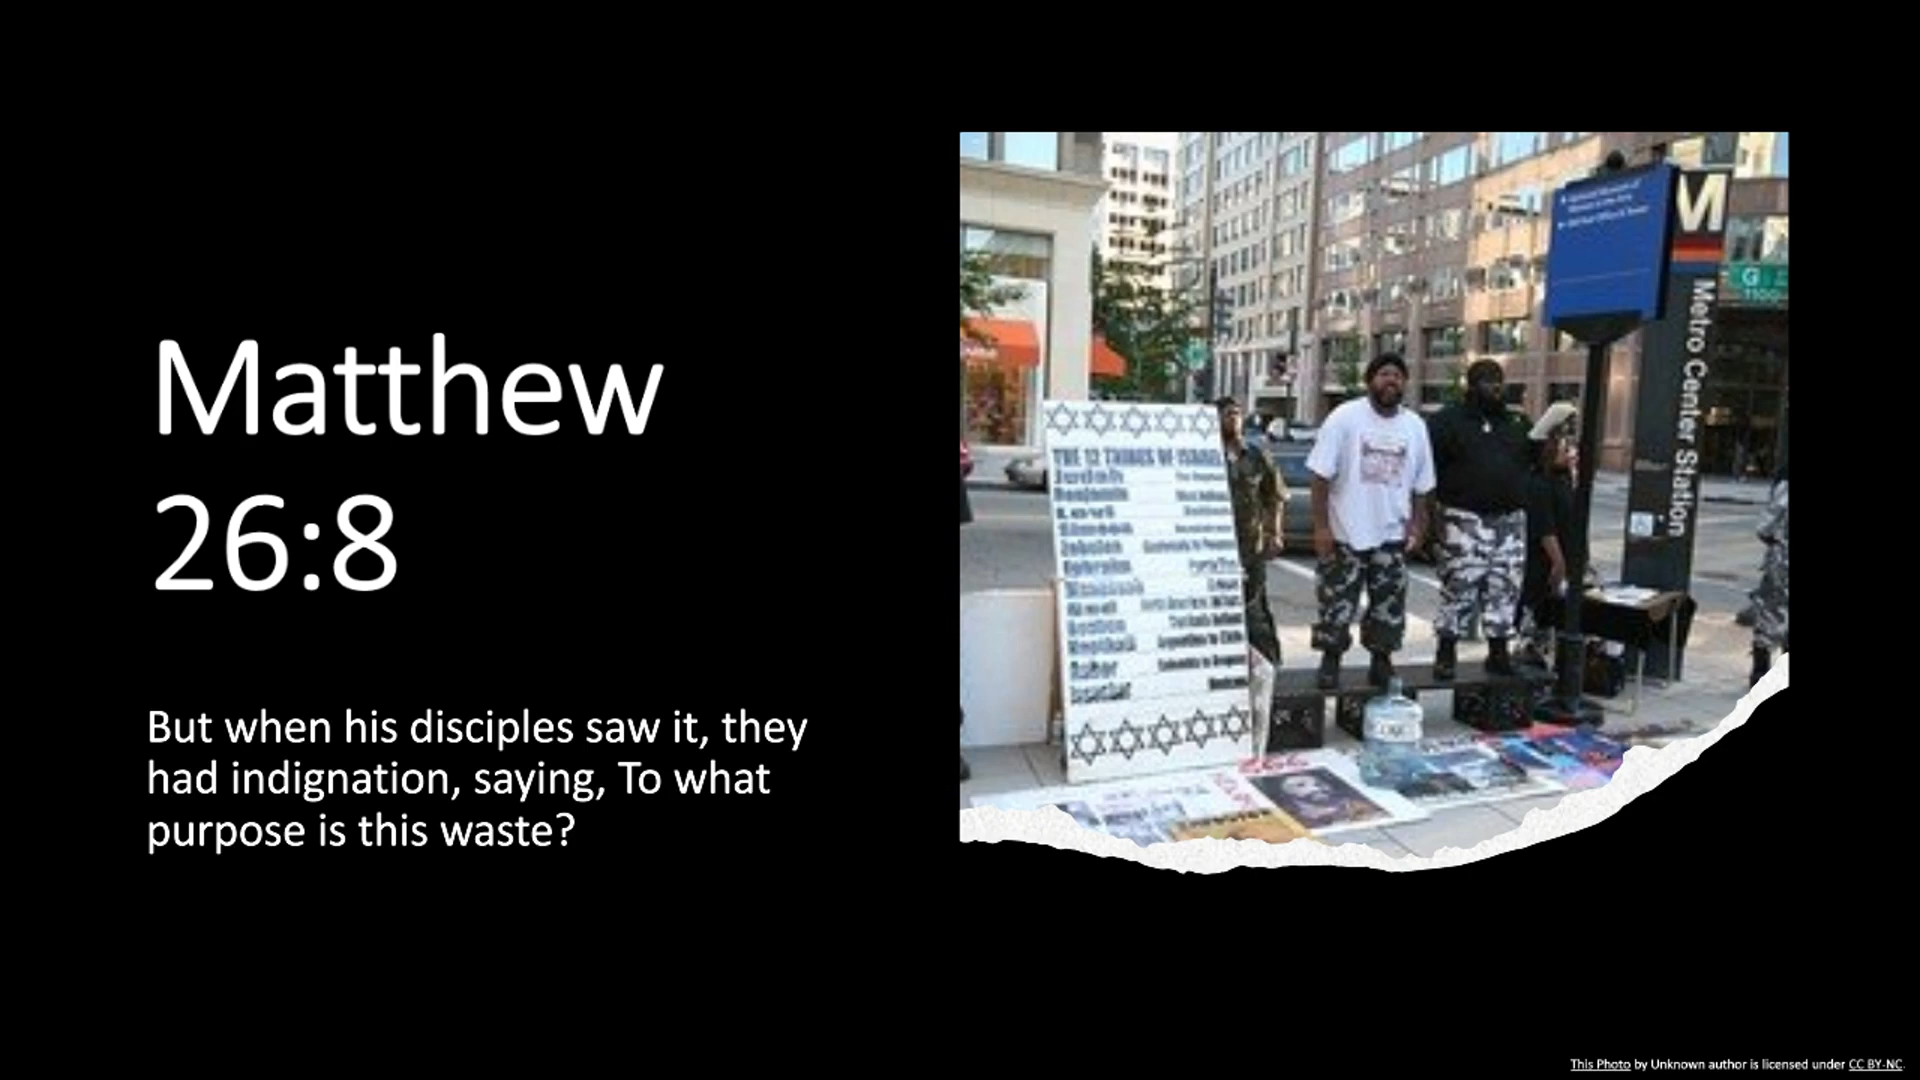 Matthew
26:8
But when his disciples saw it, they
had indignation, saying, To what
purpose is this waste?
THE 12 TRIBES OF ISRAEL
Judah
Benjamin
Levi
Simeon
Zebulon
Ephraim
Manasseh
Gad
Reuben
Naphtali
Asher
Issachar
M
Metro Center Station
G
1100
This Photo by Unknown author is licensed under CC BY-NC.